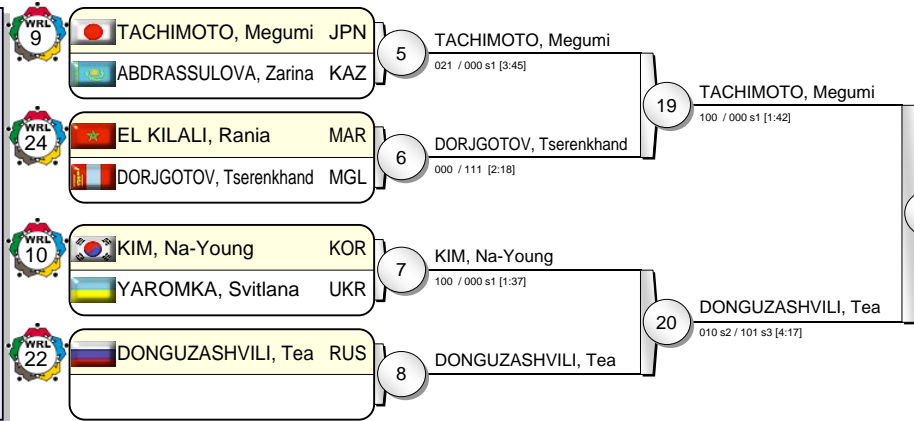 WRL
9
TACHIMOTO, Megumi JPN
ABDRASSULOVA, Zarina KAZ
5
TACHIMOTO, Megumi
021 / 000 s1 [3:45]
WRL
24
EL KILALI, Rania MAR
DORJGOTOV, Tserenkhand MGL
6
DORJGOTOV, Tserenkhand
000 / 111 [2:18]
19
TACHIMOTO, Megumi
100 / 000 s1 [1:42]
WRL
10
KIM, Na-Young KOR
YAROMKA, Svitlana UKR
7
KIM, Na-Young
100 / 000 s1 [1:37]
WRL
22
DONGUZASHVILI, Tea RUS
8
DONGUZASHVILI, Tea
20
DONGUZASHVILI, Tea
010 s2 / 101 s3 [4:17]